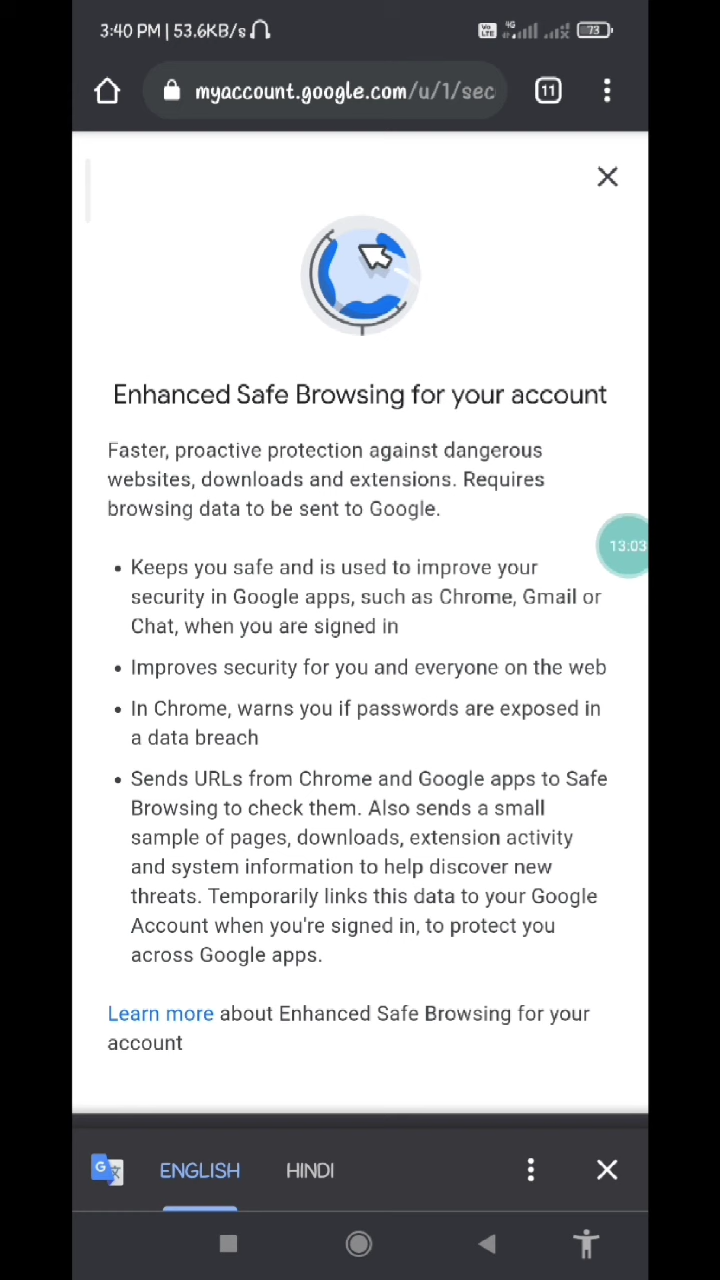 3:40 PM | 53.6KB/s
Vo
LTE
4G
73
myaccount.google.com/u/1/sec
11
Enhanced Safe Browsing for your account
Faster, proactive protection against dangerous
websites, downloads and extensions. Requires
browsing data to be sent to Google.
13:03
• Keeps you safe and is used to improve your
security in Google apps, such as Chrome, Gmail or
Chat, when you are signed in
• Improves security for you and everyone on the web
• In Chrome, warns you if passwords are exposed in
a data breach
• Sends URLs from Chrome and Google apps to Safe
Browsing to check them. Also sends a small
sample of pages, downloads, extension activity
and system information to help discover new
threats. Temporarily links this data to your Google
Account when you're signed in, to protect you
across Google apps.
Learn more about Enhanced Safe Browsing for your
account
G
ENGLISH
HINDI